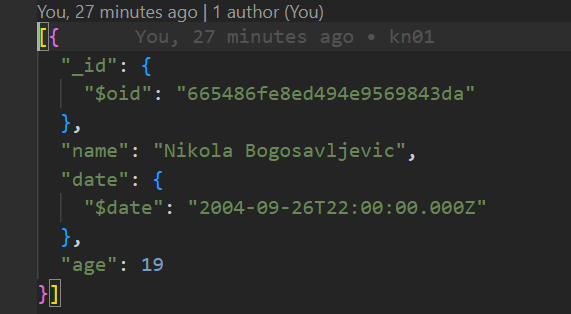 You, 27 minutes ago | 1 author (You)
[{ You, 27 minutes ago • kn01
"_id": {
"$oid": "665486fe8ed494e9569843da"
},
"name": "Nikola Bogosavljevic",
"date": {
"$date": "2004-09-26T22:00:00.000Z"
},
"age": 19
}]